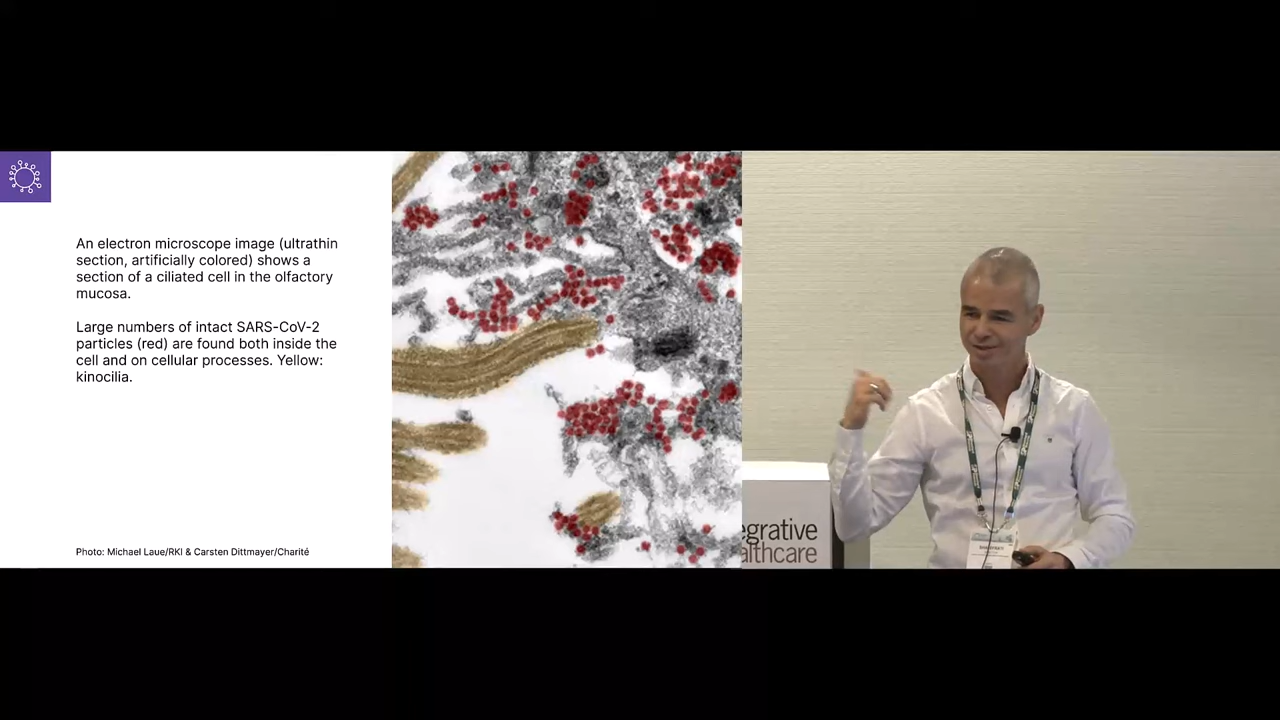 An electron microscope image (ultrathin
section, artificially colored) shows a
section of a ciliated cell in the olfactory
mucosa.
Large numbers of intact SARS-CoV-2
particles (red) are found both inside the
cell and on cellular processes. Yellow:
kinocilia.
Photo: Michael Laue/RKI & Carsten Dittmayer/Charité
egrative
althcare